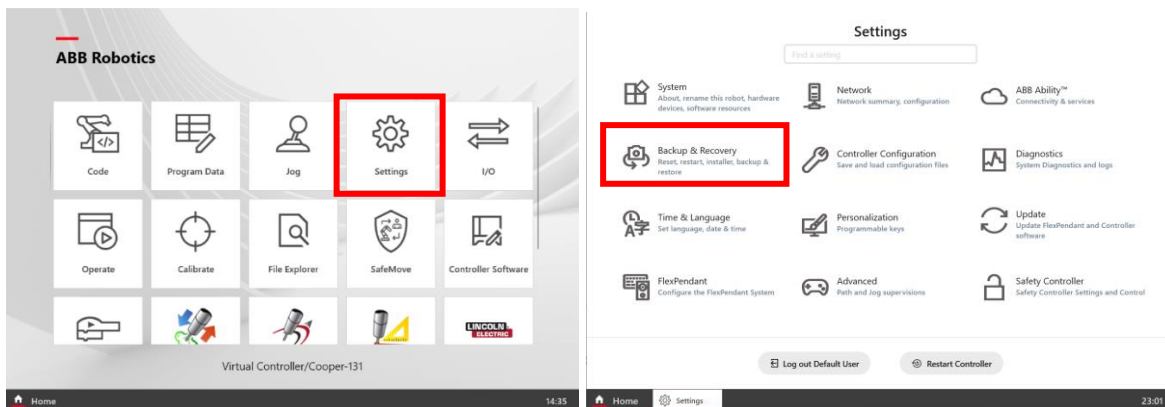 ABB Robotics
Code
Program Data
Jog
Settings
I/O
Operate
Calibrate
File Explorer
SafeMove
Controller Software
LINCOLN
ELECTRIC
Virtual Controller/Cooper-131
Home
14:35
Settings
Find a setting
System
About, rename this robot, hardware
devices, software resources
Network
Network summary, configuration
ABB Ability™
Connectivity & services
Backup & Recovery
Reset, restart, installer, backup &
restore
Controller Configuration
Save and load configuration files
Diagnostics
System Diagnostics and logs
Time & Language
Set language, date & time
Personalization
Programmable keys
Update
Update FlexPendant and Controller
software
FlexPendant
Configure the FlexPendant System
Advanced
Path and Jog supervisions
Safety Controller
Safety Controller Settings and Control
Log out Default User
Restart Controller
Home
Settings
23:01